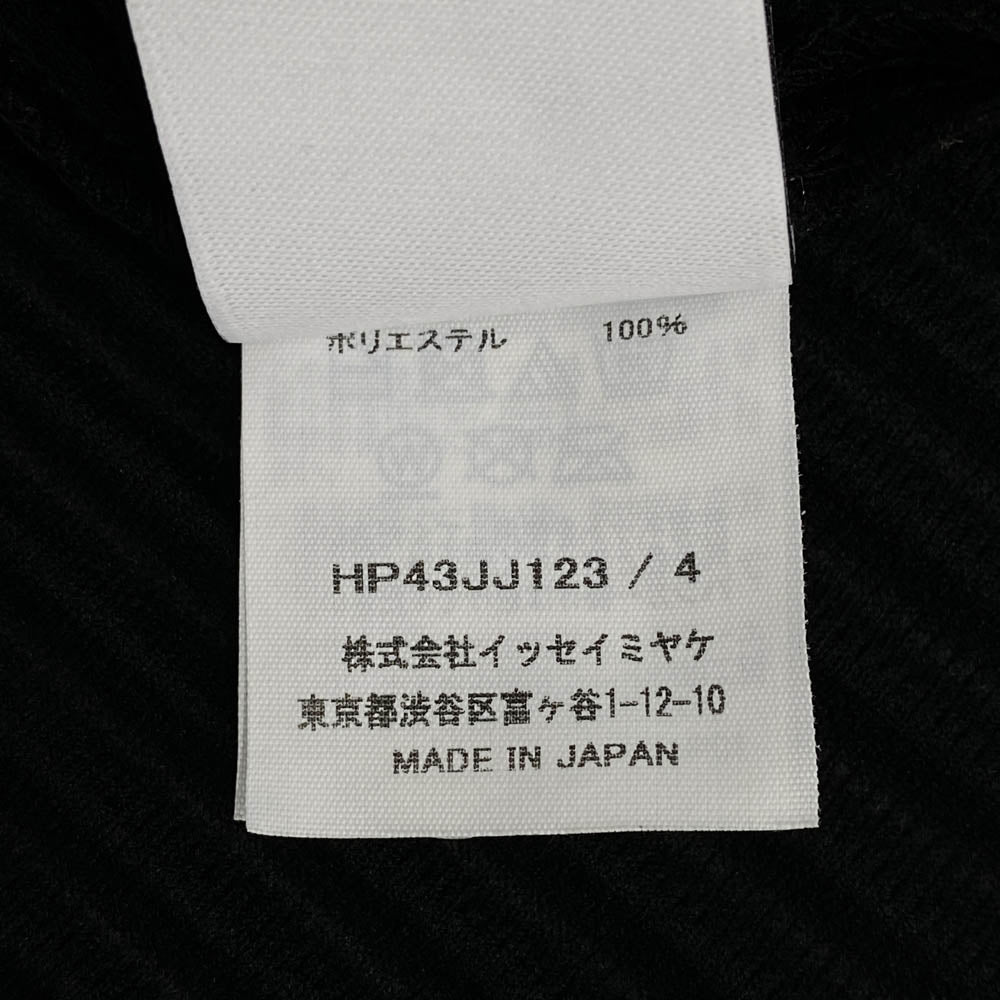 ポリエステル 100%
HP43JJ123 / 4
株式会社イッセイミヤケ
東京都渋谷区富ヶ谷1-12-10
MADE IN JAPAN